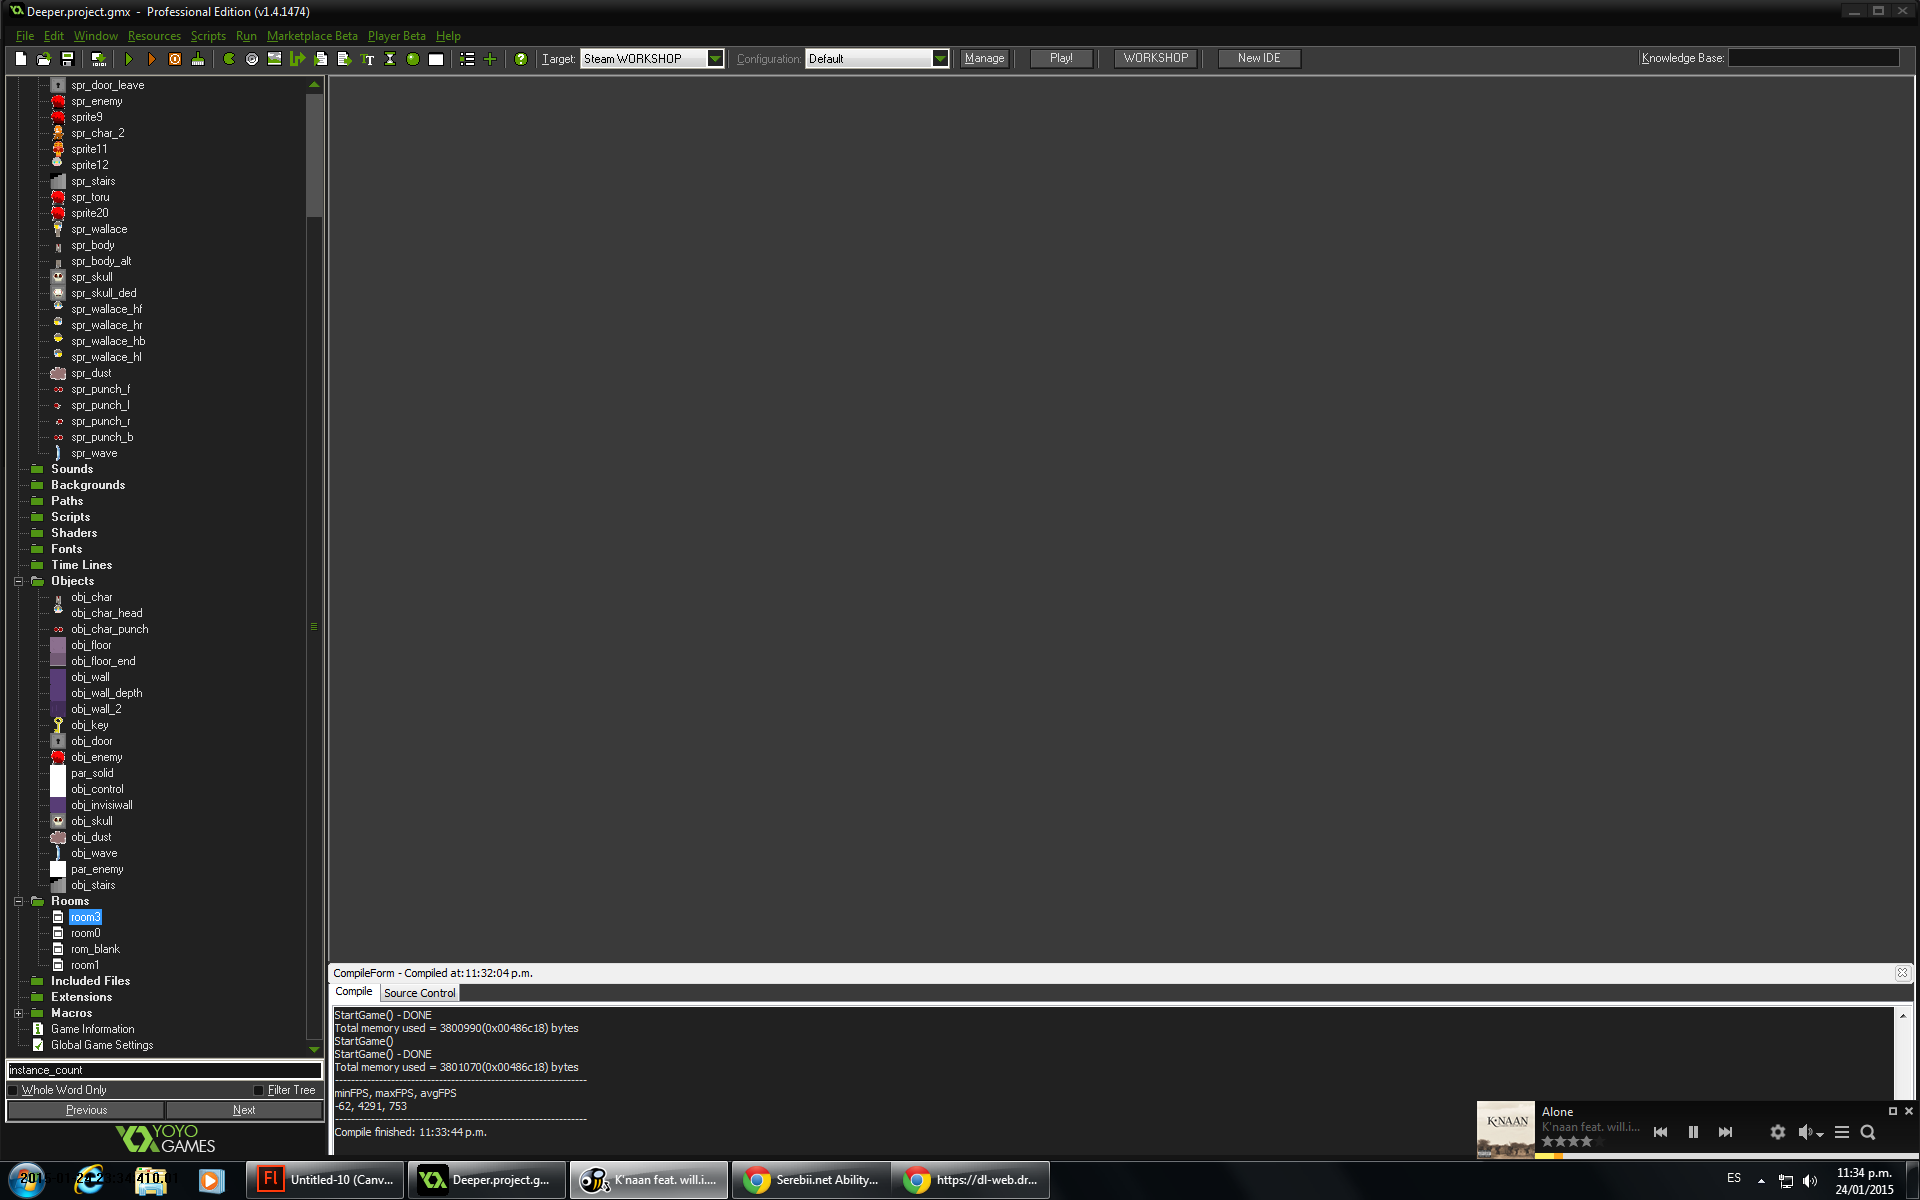 Deeper.project.gmx - Professional Edition (v1.4.1474)
File Edit Window Resources Scripts Run Marketplace Beta Player Beta Help
Target: Steam WORKSHOP Configuration: Default Manage Play! WORKSHOP New IDE Knowledge Base:
spr_door_leave
spr_enemy
sprite9
spr_char_2
sprite11
sprite12
spr_stairs
spr_toru
sprite20
spr_wallace
spr_body
spr_body_alt
spr_skull
spr_skull_ded
spr_wallace_hf
spr_wallace_hr
spr_wallace_hb
spr_wallace_hl
spr_dust
spr_punch_f
spr_punch_l
spr_punch_r
spr_punch_b
spr_wave
Sounds
Backgrounds
Paths
Scripts
Shaders
Fonts
Time Lines
Objects
obj_char
obj_char_head
obj_char_punch
obj_floor
obj_floor_end
obj_wall
obj_wall_depth
obj_wall_2
obj_key
obj_door
obj_enemy
par_solid
obj_control
obj_invisiwall
obj_skull
obj_dust
obj_wave
par_enemy
obj_stairs
Rooms
room3
room0
rom_blank
room1
Included Files
Extensions
Macros
Game Information
Global Game Settings
instance_count
Whole Word Only Filter Tree
Previous Next
YOYO
GAMES
CompileForm - Compiled at: 11:32:04 p.m.
Compile Source Control
StartGame() - DONE
Total memory used = 3800990(0x00486c18) bytes
StartGame()
StartGame() - DONE
Total memory used = 3801070(0x00486c18) bytes
minFPS, maxFPS, avgFPS
-62, 4291, 753
Compile finished: 11:33:44 p.m.
K'NAAN
Alone
K'naan feat. will.i...
Untitled-10 (Canv...
Deeper.project.g...
K'naan feat. will.i....
Serebii.net Ability...
https://dl-web.dr...
ES
11:34 p.m.
24/01/2015